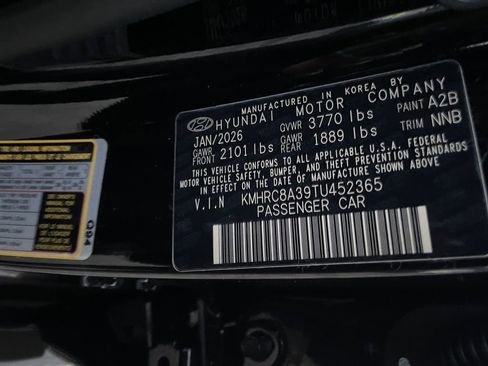 MANUFACTURED IN KOREA BY
HYUNDAI MOTOR COMPANY
JAN/2026 GVWR 3770 lbs PAINT A2B
GAWR FRONT 2101 lbs GAWR REAR 1889 lbs TRIM NNB
THIS VEHICLE CONFORMS TO ALL APPLICABLE U.S.A. FEDERAL
MOTOR VEHICLE SAFETY, BUMPER, AND THEFT PREVENTION STANDARDS
IN EFFECT ON THE DATE OF MANUFACTURE SHOWN ABOVE.
V.I.N KMHRC8A39TU452365
PASSENGER CAR
Q94